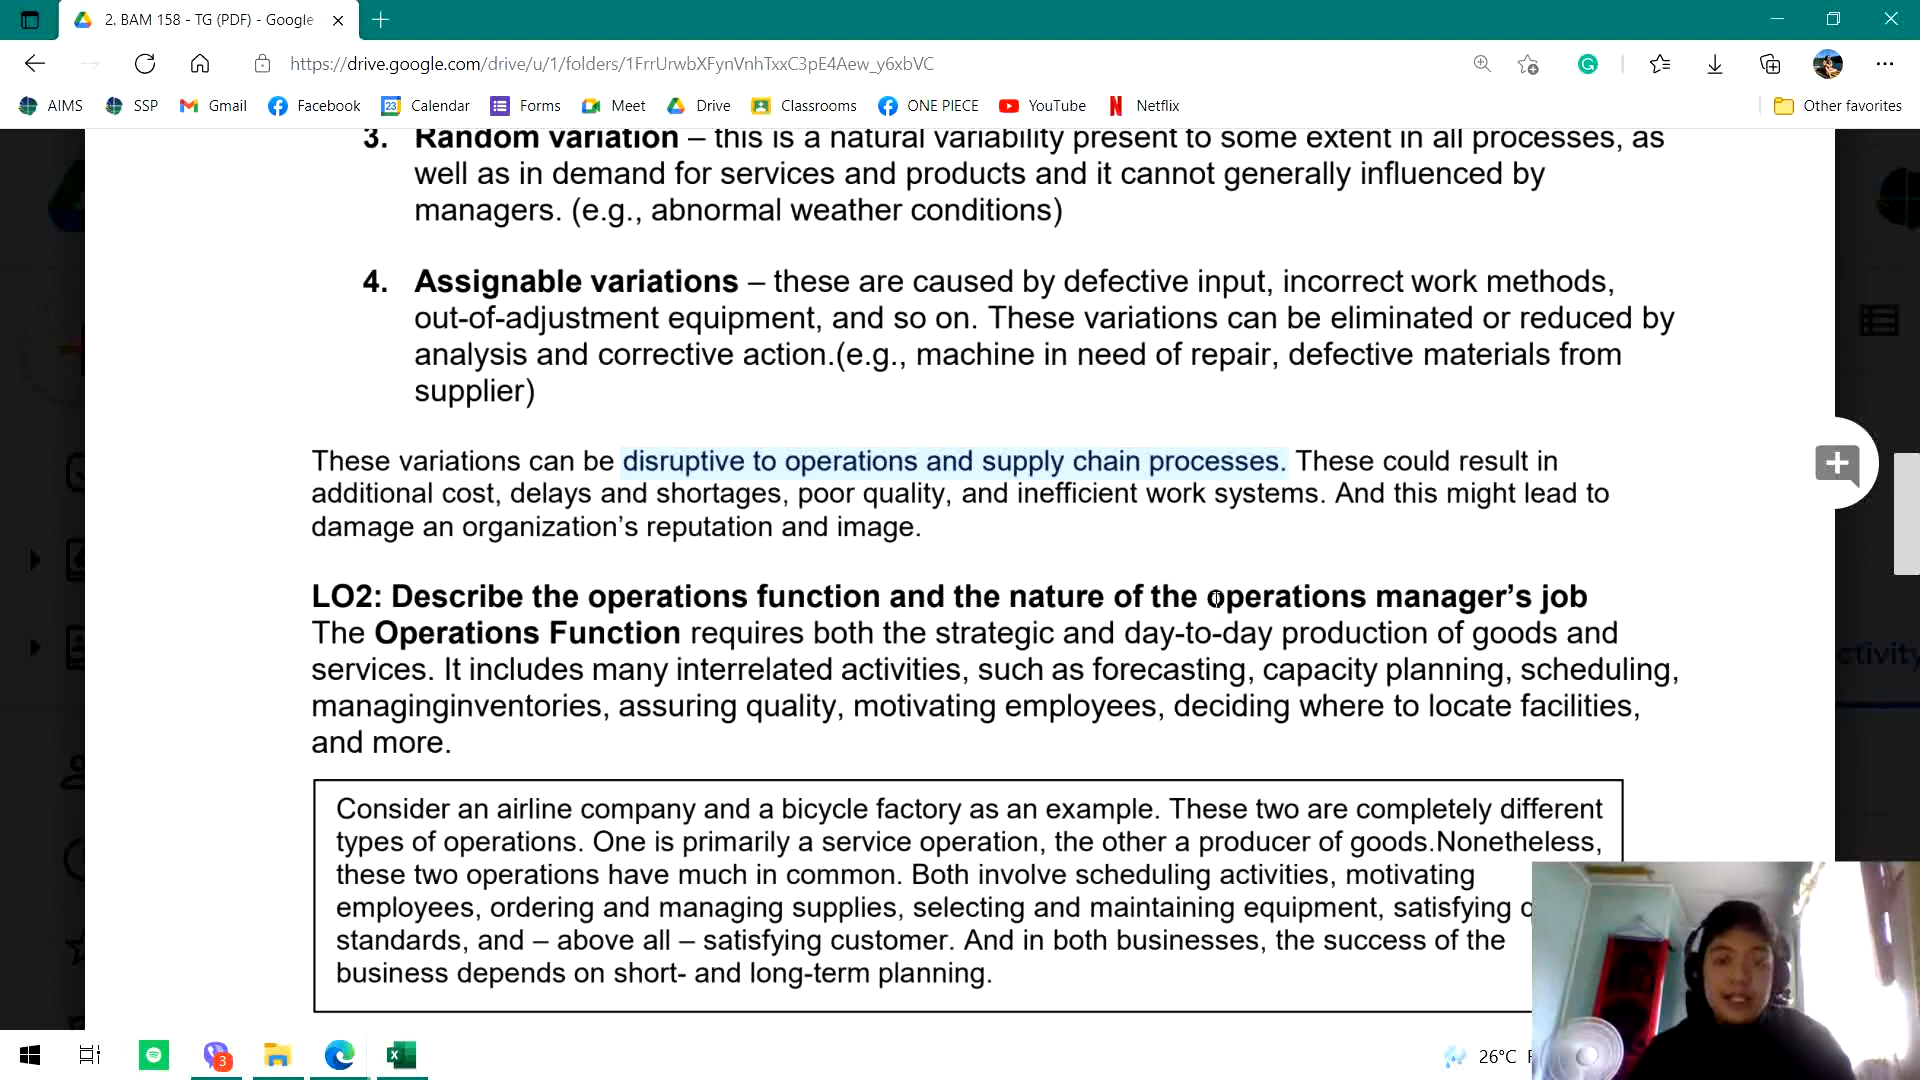 2. BAM 158 - TG (PDF) - Google
https://drive.google.com/drive/u/1/folders/1FrrUrwbXFynVnhTxxC3pE4Aew_y6xbVC
AIMS SSP Gmail Facebook 23 Calendar Forms Meet Drive Classrooms ONE PIECE YouTube Netflix Other favorites
3. Random variation – this is a natural variability present to some extent in all processes, as
well as in demand for services and products and it cannot generally influenced by
managers. (e.g., abnormal weather conditions)
4. Assignable variations – these are caused by defective input, incorrect work methods,
out-of-adjustment equipment, and so on. These variations can be eliminated or reduced by
analysis and corrective action.(e.g., machine in need of repair, defective materials from
supplier)
These variations can be disruptive to operations and supply chain processes. These could result in
additional cost, delays and shortages, poor quality, and inefficient work systems. And this might lead to
damage an organization’s reputation and image.
LO2: Describe the operations function and the nature of the operations manager’s job
The Operations Function requires both the strategic and day-to-day production of goods and
services. It includes many interrelated activities, such as forecasting, capacity planning, scheduling,
managinginventories, assuring quality, motivating employees, deciding where to locate facilities,
and more.
Consider an airline company and a bicycle factory as an example. These two are completely different
types of operations. One is primarily a service operation, the other a producer of goods.Nonetheless,
these two operations have much in common. Both involve scheduling activities, motivating
employees, ordering and managing supplies, selecting and maintaining equipment, satisfying
standards, and – above all – satisfying customer. And in both businesses, the success of the
business depends on short- and long-term planning.
3
26°C